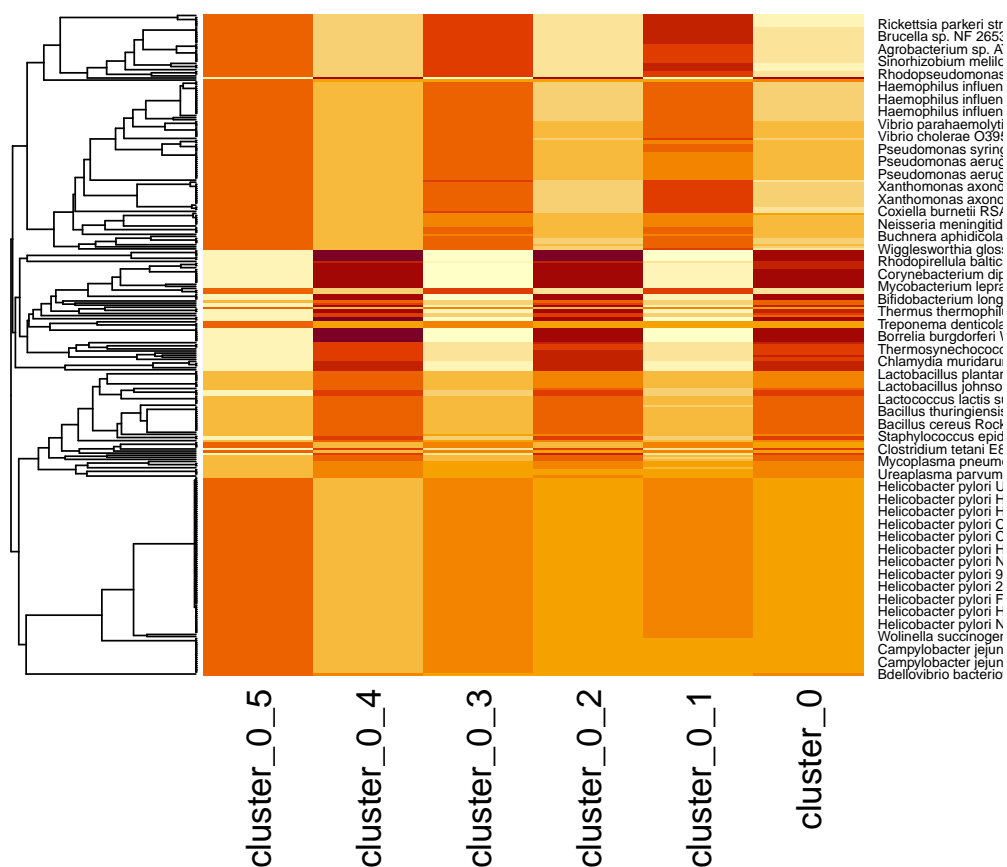 Rickettsia parkeri str
Brucella sp. NF 2653
Agrobacterium sp. A
Sinorhizobium melilo
Rhodopseudomonas
Haemophilus influen
Haemophilus influen
Haemophilus influen
Vibrio parahaemolyti
Vibrio cholerae O395
Pseudomonas syring
Pseudomonas aerug
Pseudomonas aerug
Xanthomonas axono
Xanthomonas axono
Coxiella burnetii RSA
Neisseria meningitid
Buchnera aphidicola
Wigglesworthia gloss
Rhodopirellula baltic
Corynebacterium dip
Mycobacterium lepra
Bifidobacterium long
Thermus thermophilu
Treponema denticola
Borrelia burgdorferi
Thermosynechococc
Chlamydia muridarur
Lactobacillus plantar
Lactobacillus johnso
Lactococcus lactis su
Bacillus thuringiensis
Bacillus cereus Rock
Staphylococcus epid
Clostridium tetani E8
Mycoplasma pneum
Ureaplasma parvum
Helicobacter pylori U
Helicobacter pylori H
Helicobacter pylori H
Helicobacter pylori
Helicobacter pylori
Helicobacter pylori H
Helicobacter pylori N
Helicobacter pylori 9
Helicobacter pylori 2
Helicobacter pylori F
Helicobacter pylori H
Helicobacter pylori N
Wolinella succinoger
Campylobacter jejun
Campylobacter jejun
Bdellovibrio bacterio
cluster_0_5
cluster_0_4
cluster_0_3
cluster_0_2
cluster_0_1
cluster_0